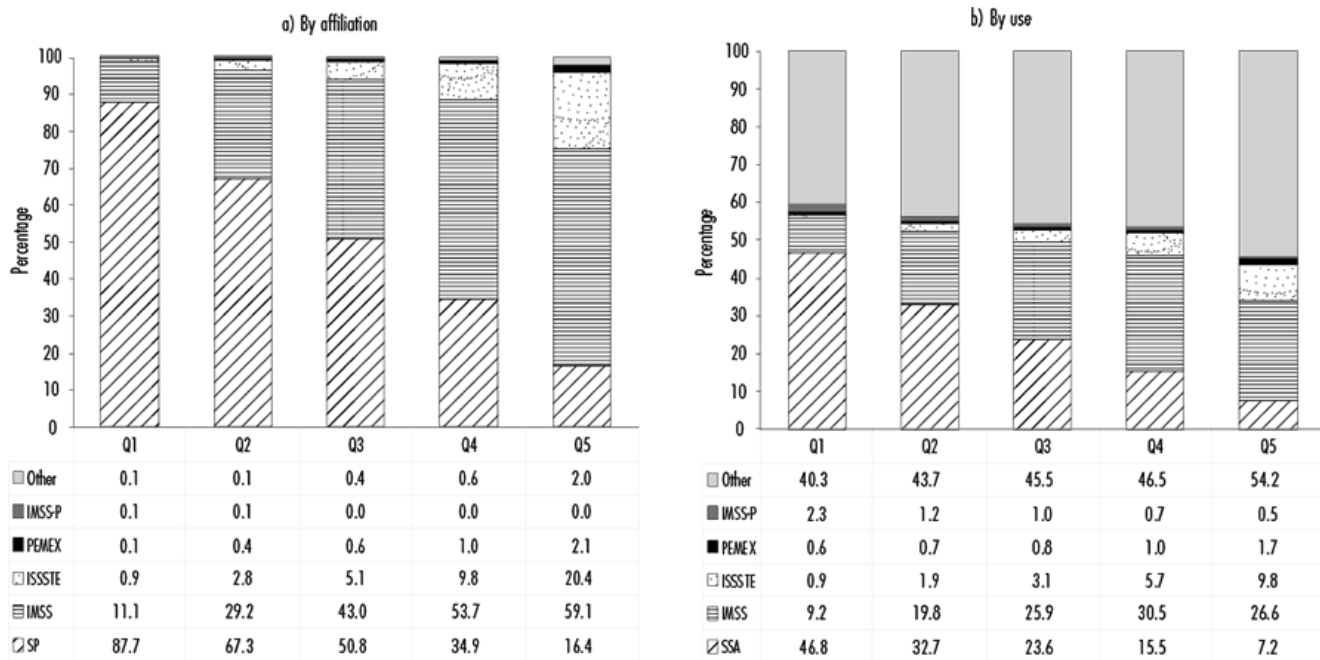 a) By affiliation
Percentage
100
90
80
70
60
50
40
30
20
10
0
Q1 Q2 Q3 Q4 Q5
Other 0.1 0.1 0.4 0.6 2.0
IMSS-P 0.1 0.1 0.0 0.0 0.0
PEMEX 0.1 0.4 0.6 1.0 2.1
ISSSTE 0.9 2.8 5.1 9.8 20.4
IMSS 11.1 29.2 43.0 53.7 59.1
SP 87.7 67.3 50.8 34.9 16.4
b) By use
Percentage
100
90
80
70
60
50
40
30
20
10
0
Q1 Q2 Q3 Q4 Q5
Other 40.3 43.7 45.5 46.5 54.2
IMSS-P 2.3 1.2 1.0 0.7 0.5
PEMEX 0.6 0.7 0.8 1.0 1.7
ISSSTE 0.9 1.9 3.1 5.7 9.8
IMSS 9.2 19.8 25.9 30.5 26.6
SSA 46.8 32.7 23.6 15.5 7.2